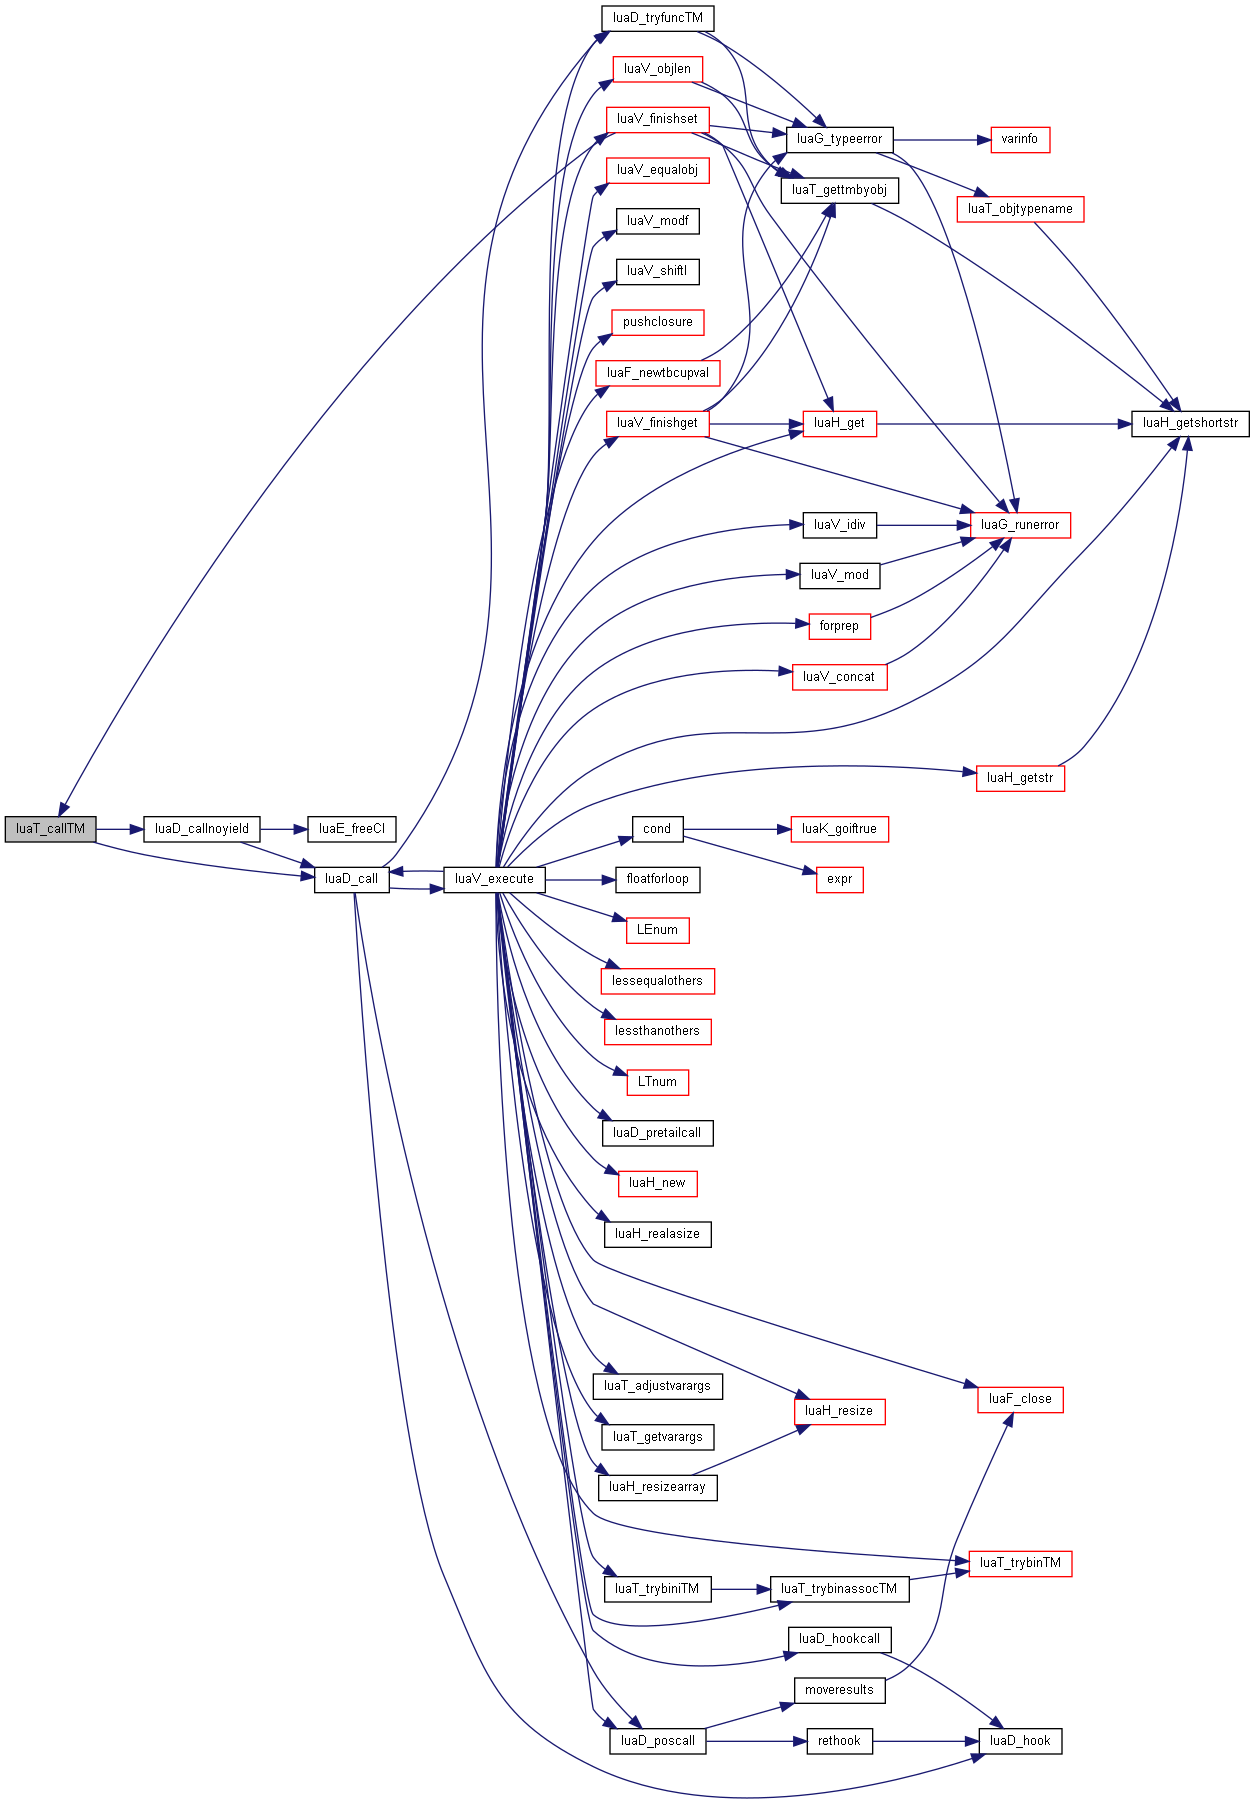 luaD_tryfuncTM
luaV_objlen
luaV_finishset
luaG_typeerror
varinfo
luaV_equalobj
luaT_gettmbyobj
luaT_objtypename
luaV_modf
luaV_shiftl
pushclosure
luaF_newtbcupval
luaV_finishget
luaH_get
luaH_getshortstr
luaV_idiv
luaG_runerror
luaV_mod
forprep
luaV_concat
luaH_getstr
luaT_callTM
luaD_callnoyield
luaE_freeCI
cond
luaK_goiftrue
luaD_call
luaV_execute
floatforloop
expr
LEnum
lessequalothers
lessthanothers
LTnum
luaD_pretailcall
luaH_new
luaH_realasize
luaT_adjustvarargs
luaF_close
luaH_resize
luaT_getvarargs
luaH_resizearray
luaT_trybinTM
luaT_trybiniTM
luaT_trybinassocTM
luaD_hookcall
moveresults
luaD_poscall
rethook
luaD_hook